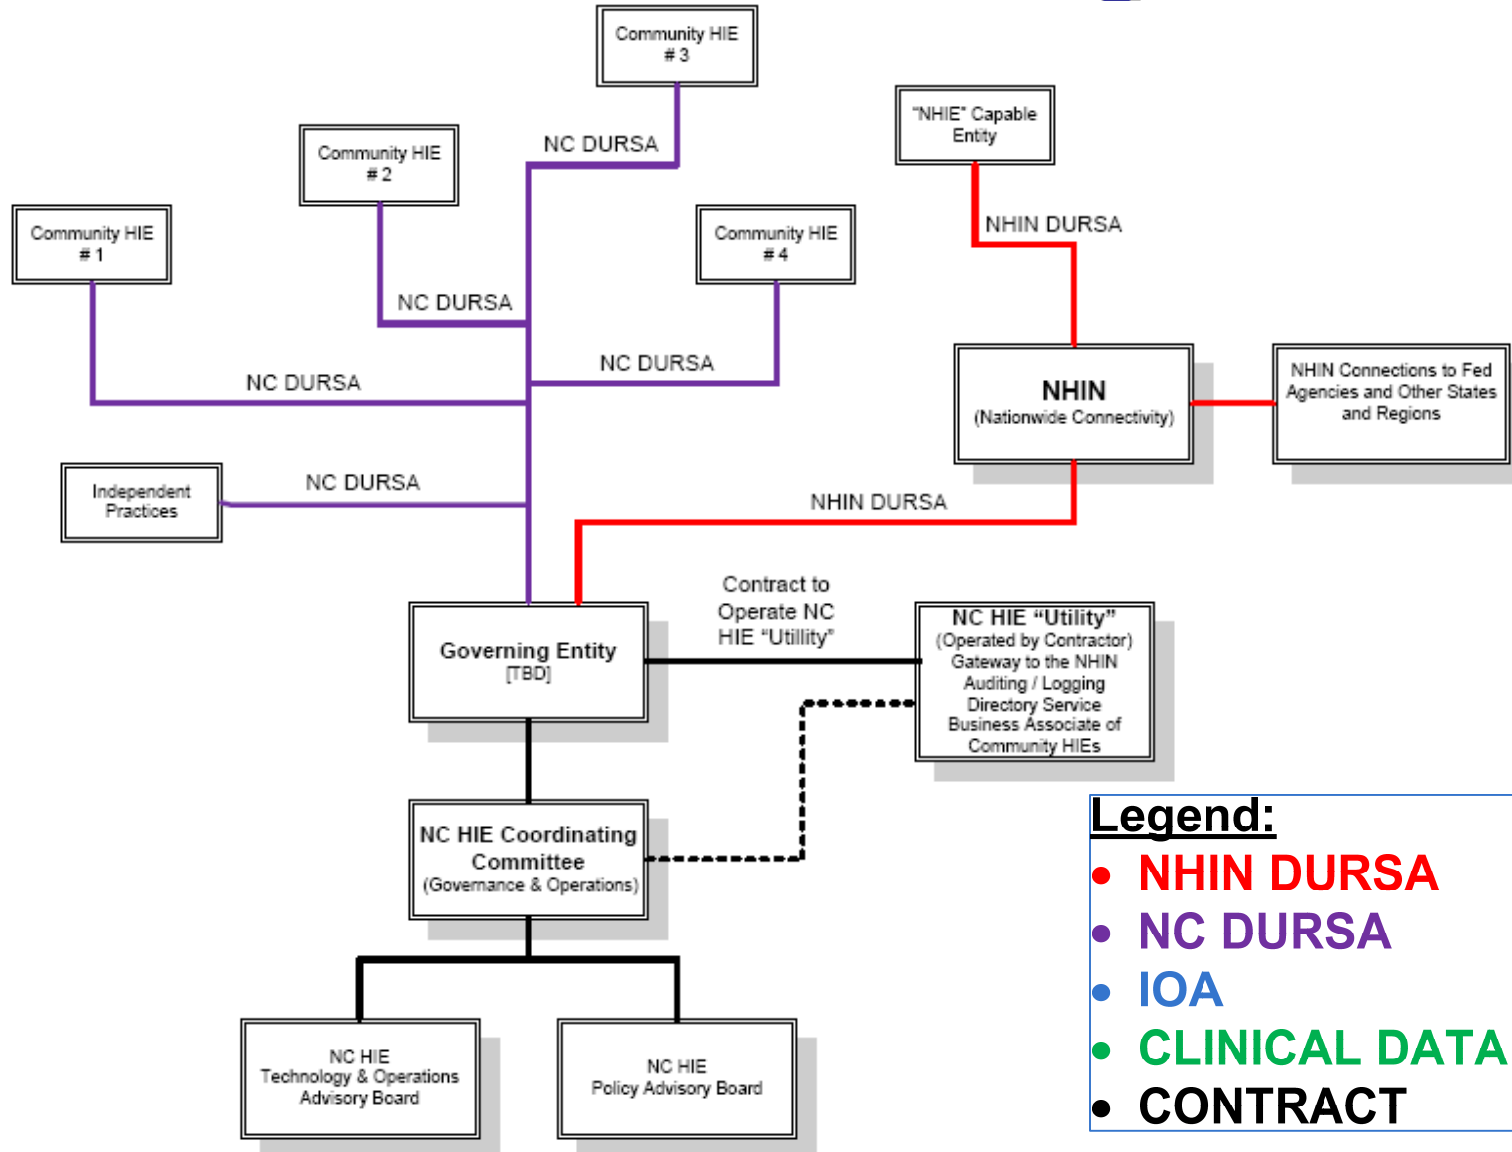 Community HIE
# 3
"NHIE" Capable
Entity
NC DURSA
Community HIE
# 2
NHIN DURSA
Community HIE
# 1
Community HIE
# 4
NC DURSA
NC DURSA
NC DURSA
NHIN
(Nationwide Connectivity)
NHIN Connections to Fed
Agencies and Other States
and Regions
NC DURSA
Independent
Practices
NHIN DURSA
Contract to
Operate NC
HIE “Utillity”
Governing Entity
[TBD]
NC HIE “Utility”
(Operated by Contractor)
Gateway to the NHIN
Auditing / Logging
Directory Service
Business Associate of
Community HIEs
NC HIE Coordinating
Committee
(Governance & Operations)
NC HIE
Technology & Operations
Advisory Board
NC HIE
Policy Advisory Board
Legend:
• NHIN DURSA
• NC DURSA
• IOA
• CLINICAL DATA
• CONTRACT